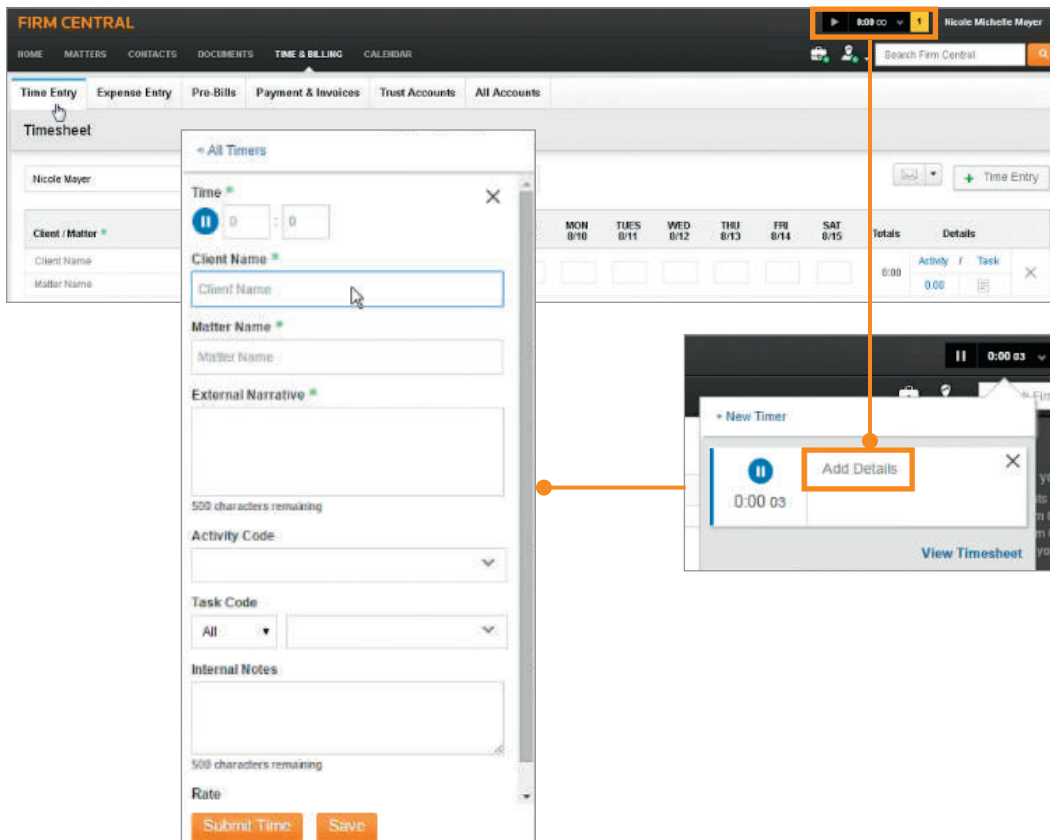 FIRM CENTRAL
0:00 00
1
Nicole Michelle Mayer
HOME MATTERS CONTACTS DOCUMENTS TIME & BILLING CALENDAR
Search Firm Central
Time Entry Expense Entry Pre-Bills Payment & Invoices Trust Accounts All Accounts
Timesheet
Nicole Mayer
+ Time Entry
Client / Matter *
MON 8/10
TUES 8/11
WED 8/12
THU 8/13
FRI 8/14
SAT 8/15
Totals
Details
Client Name
Matter Name
0:00
Activity / Task
0.00
All Timers
Time *
0 : 0
Client Name *
Client Name
Matter Name *
Matter Name
External Narrative *
500 characters remaining
Activity Code
Task Code
All
Internal Notes
500 characters remaining
Rate
Submit Time Save
0:00 03
+ New Timer
Add Details
0:00 03
View Timesheet